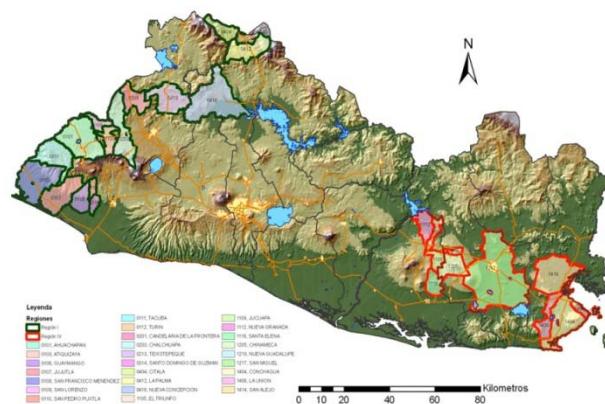 N
Leyenda
Regiones
Región I
Región IV
0101, AHUACHAPAN
0103, ATIQUIZAYA
0106, GUAYMANGO
0107, JUJUTLA
0108, SAN FRANCISCO MENENDEZ
0109, SAN LORENZO
0110, SAN PEDRO PUXTLA
0111, TACUBA
0112, TURIN
0201, CANDELARIA DE LA FRONTERA
0203, CHALCHUAPA
0213, TEXISTEPEQUE
0314, SANTO DOMINGO DE GUZMAN
0404, CITALA
0412, LA PALMA
0416, NUEVA CONCEPCION
1105, EL TRIUNFO
1109, JUCUAPA
1112, NUEVA GRANADA
1116, SANTA ELENA
1205, CHINAMECA
1210, NUEVA GUADALUPE
1217, SAN MIGUEL
1404, CONCHAGUA
1408, LA UNION
1414, SAN ALEJO
Kilometros
0 10 20 40 60 80